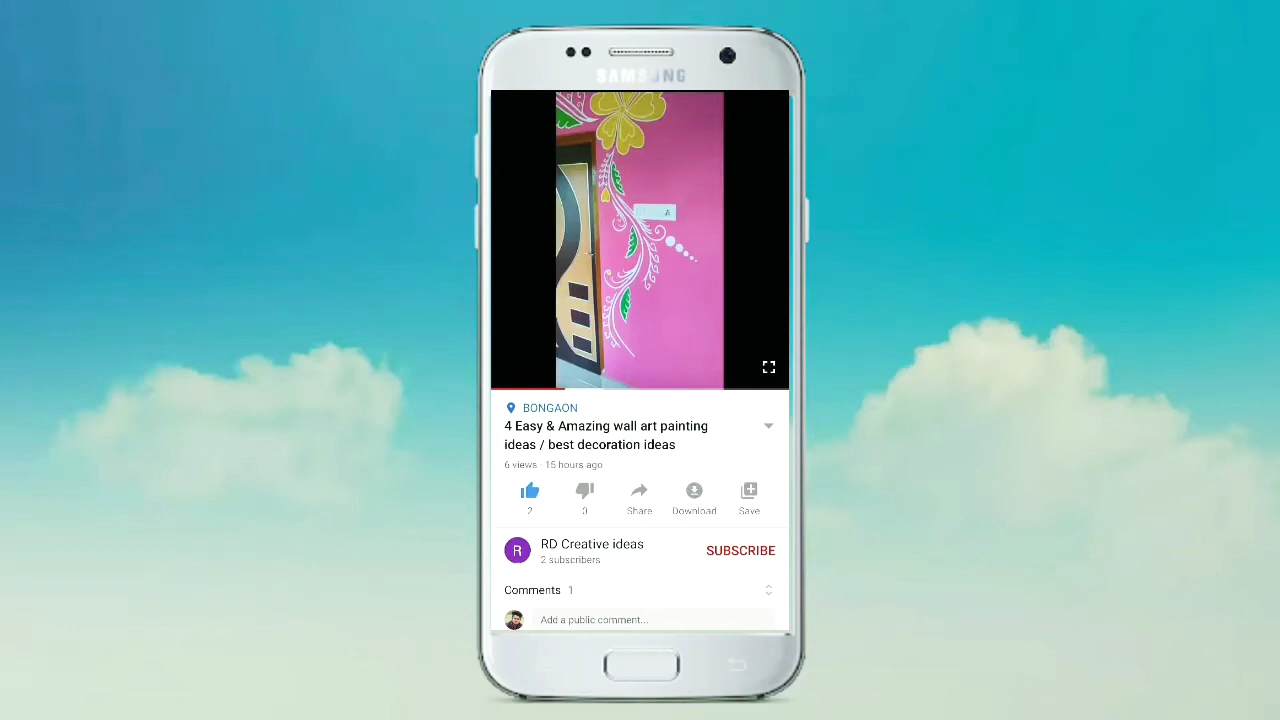 SAMSUNG
BONGAON
4 Easy & Amazing wall art painting
ideas / best decoration ideas
6 views · 15 hours ago
2
0
Share
Download
Save
R
RD Creative ideas
2 subscribers
SUBSCRIBE
Comments 1
Add a public comment...